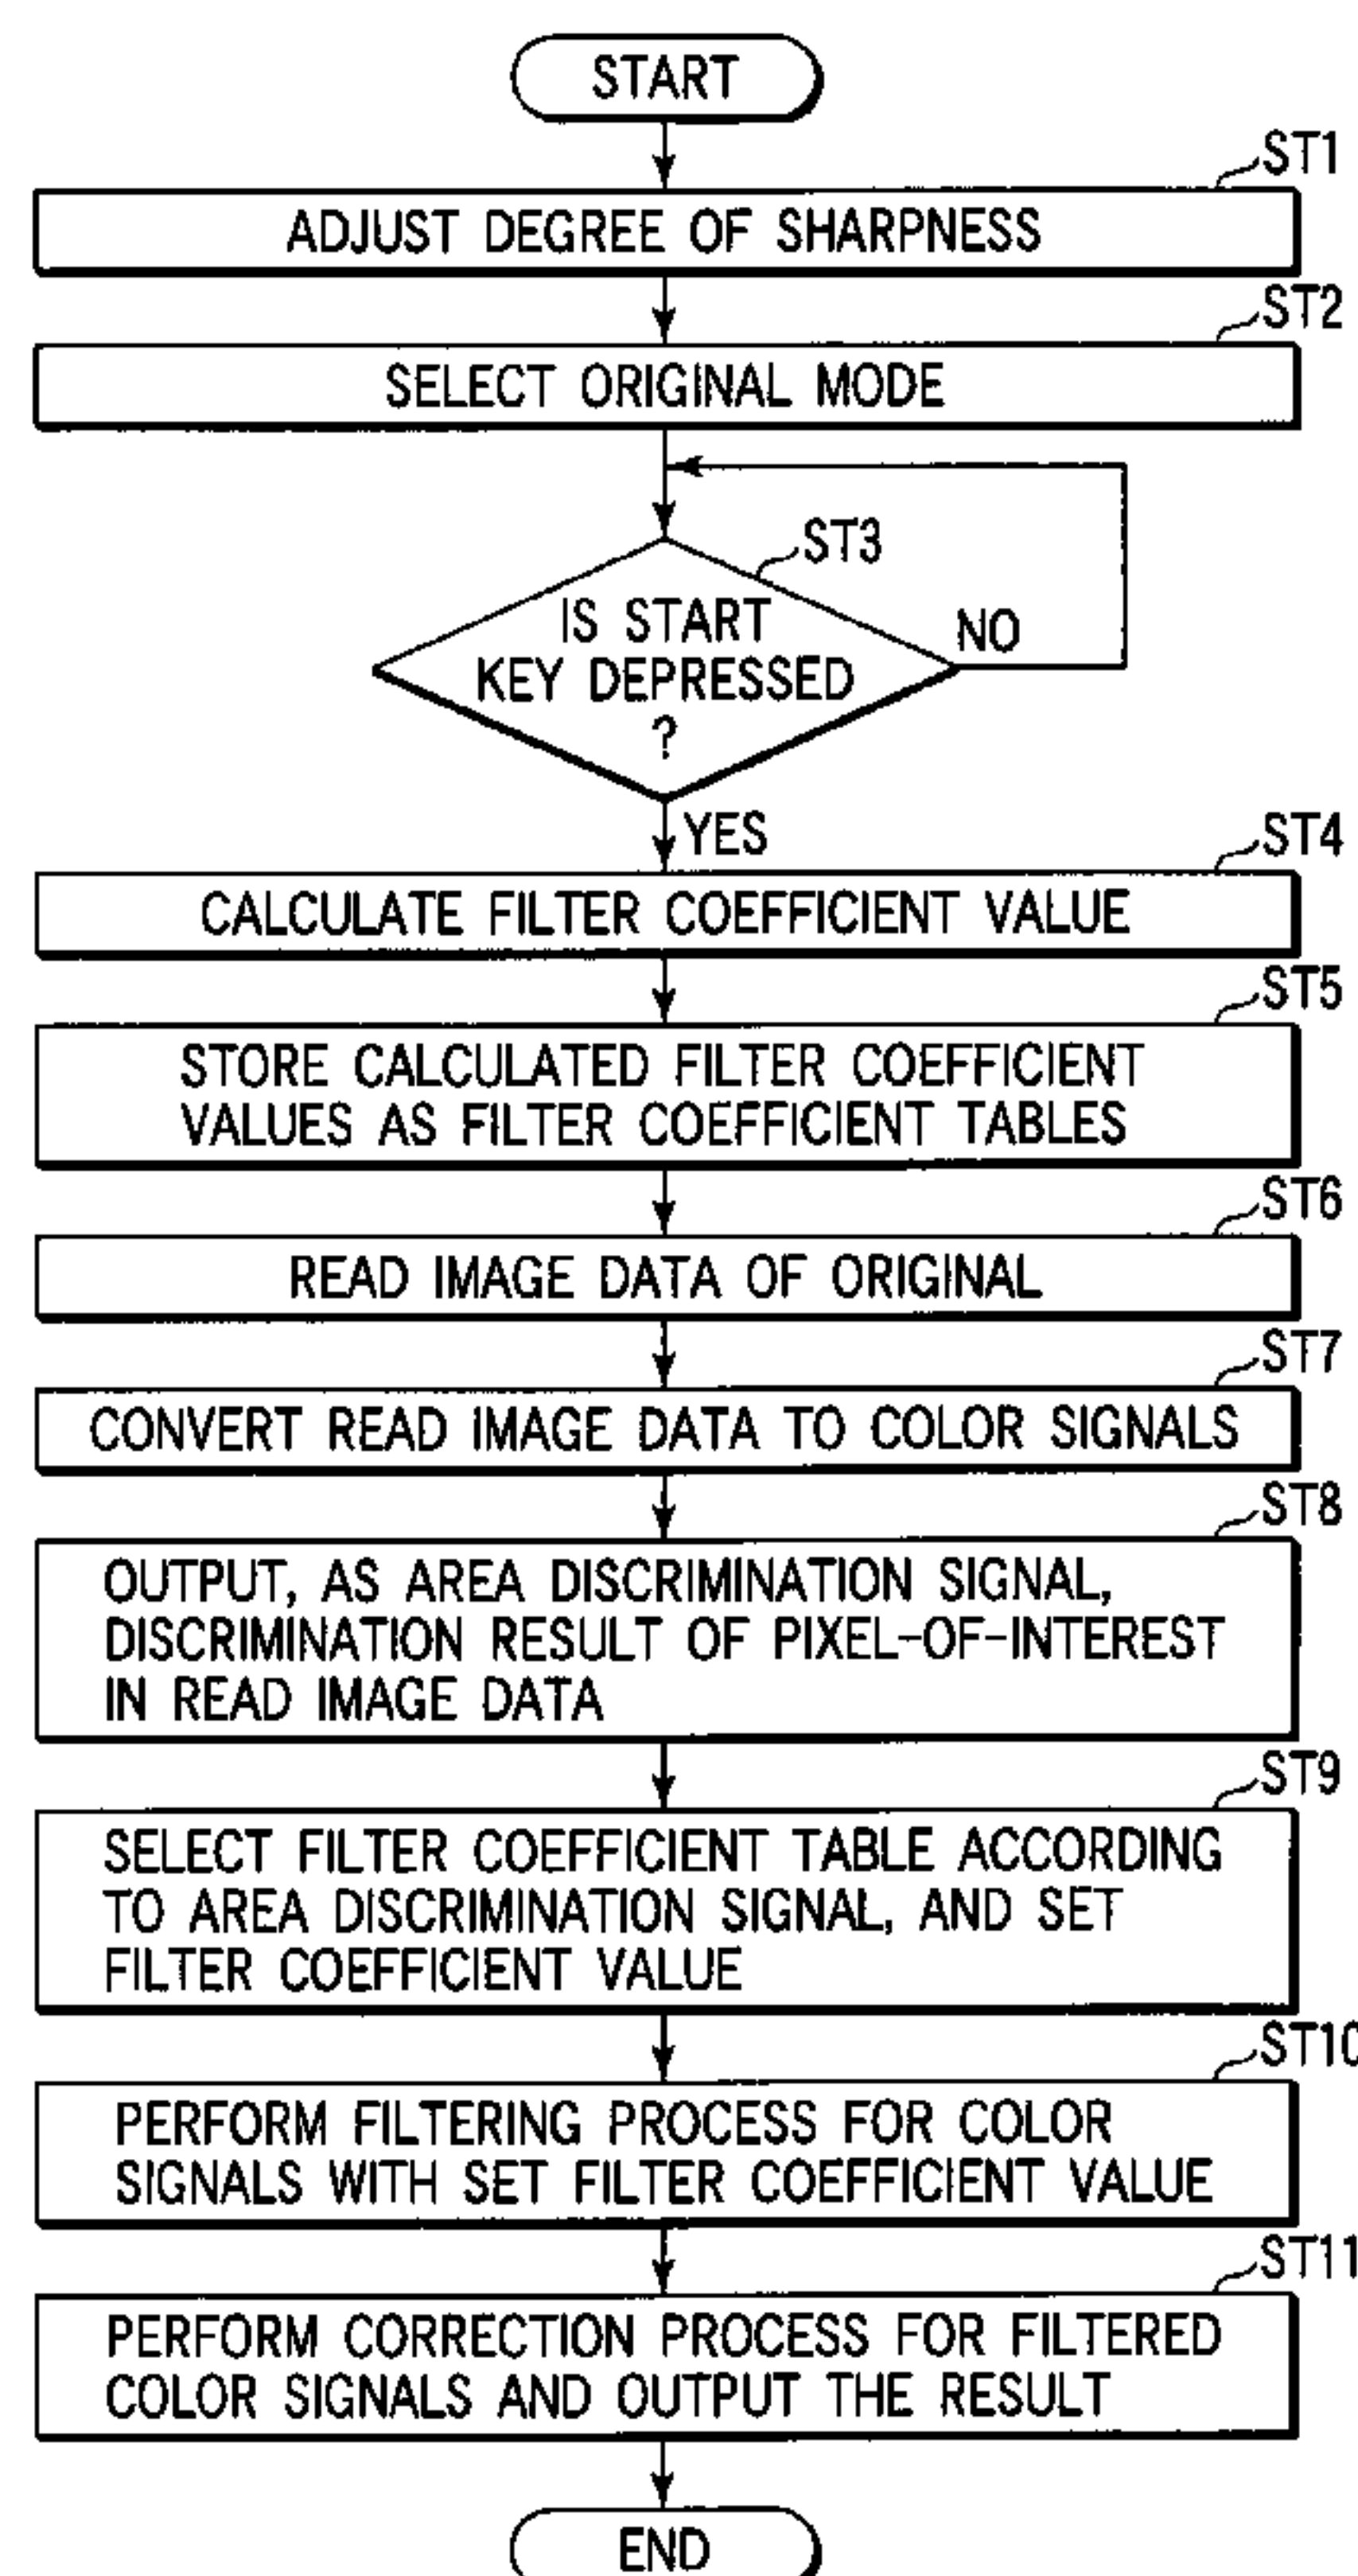 START
ST1
ADJUST DEGREE OF SHARPNESS
ST2
SELECT ORIGINAL MODE
ST3
IS START
KEY DEPRESSED
?
NO
YES
ST4
CALCULATE FILTER COEFFICIENT VALUE
ST5
STORE CALCULATED FILTER COEFFICIENT
VALUES AS FILTER COEFFICIENT TABLES
ST6
READ IMAGE DATA OF ORIGINAL
ST7
CONVERT READ IMAGE DATA TO COLOR SIGNALS
ST8
OUTPUT, AS AREA DISCRIMINATION SIGNAL,
DISCRIMINATION RESULT OF PIXEL-OF-INTEREST
IN READ IMAGE DATA
ST9
SELECT FILTER COEFFICIENT TABLE ACCORDING
TO AREA DISCRIMINATION SIGNAL, AND SET
FILTER COEFFICIENT VALUE
ST10
PERFORM FILTERING PROCESS FOR COLOR
SIGNALS WITH SET FILTER COEFFICIENT VALUE
ST11
PERFORM CORRECTION PROCESS FOR FILTERED
COLOR SIGNALS AND OUTPUT THE RESULT
END